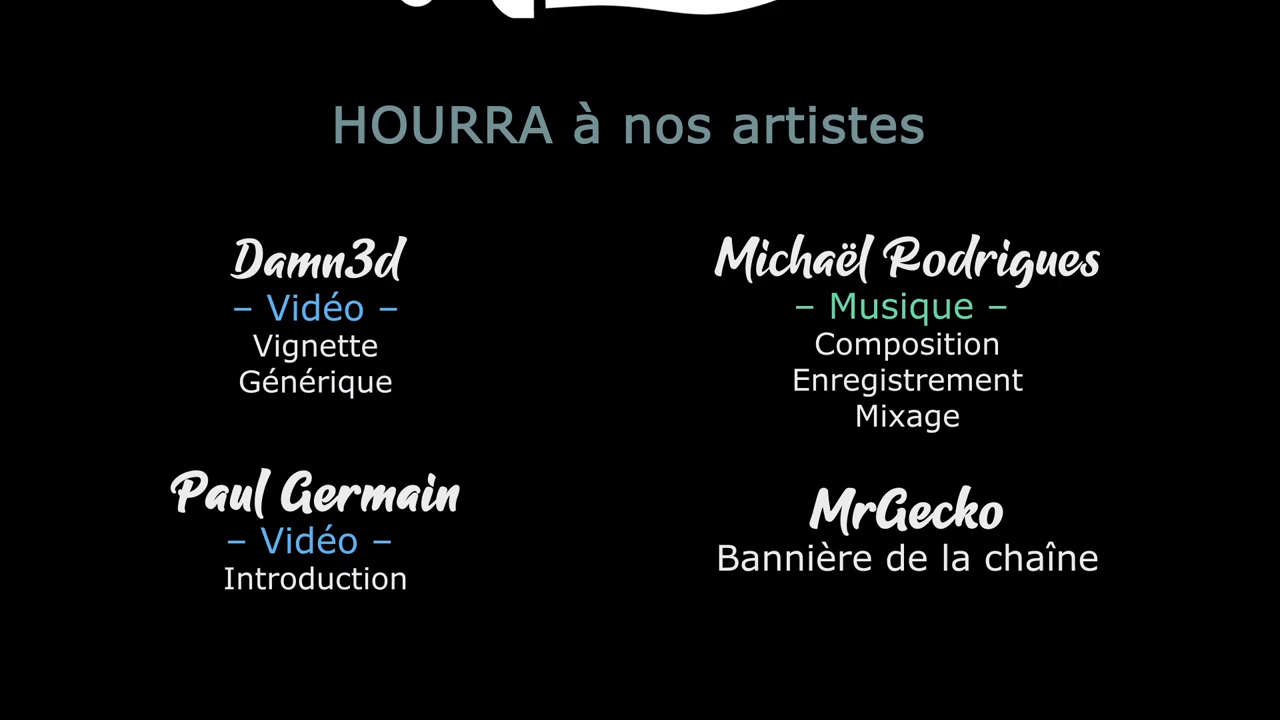 HOURRA à nos artistes
Damn3d
– Vidéo –
Vignette
Générique
Michaël Rodrigues
– Musique –
Composition
Enregistrement
Mixage
Paul Germain
– Vidéo –
Introduction
MrGecko
Bannière de la chaîne